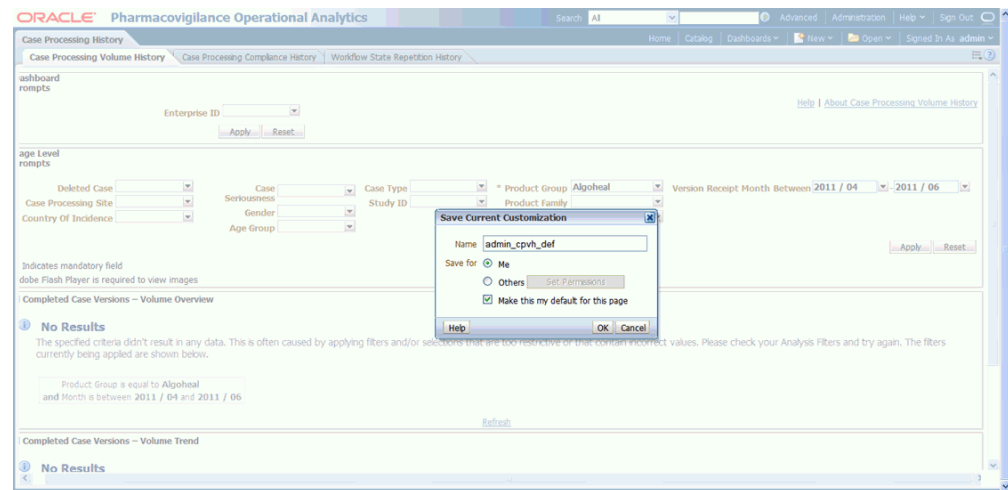 ORACLE Pharmacovigilance Operational Analytics
Search All Advanced Administration Help Sign Out
Case Processing History
Home Catalog Dashboards New Open Signed In As admin
Case Processing Volume History Case Processing Compliance History Workflow State Repetition History
ashboard
rompts
Help | About Case Processing Volume History
Enterprise ID
Apply Reset
age Level
rompts
Deleted Case Case Seriousness Case Type * Product Group Algoheal Version Receipt Month Between 2011 / 04 - 2011 / 06
Case Processing Site Study ID Product Family
Country Of Incidence Gender
Age Group
Save Current Customization
Name admin_cpvh_def
Save for Me
Others Set Permissions
Make this my default for this page
Help OK Cancel
Apply Reset
Indicates mandatory field
dobe Flash Player is required to view images
Completed Case Versions – Volume Overview
No Results
The specified criteria didn't result in any data. This is often caused by applying filters and/or selections that are too restrictive or that contain incorrect values. Please check your Analysis Filters and try again. The filters
currently being applied are shown below.
Product Group is equal to Algoheal
and Month is between 2011 / 04 and 2011 / 06
Refresh
Completed Case Versions – Volume Trend
No Results